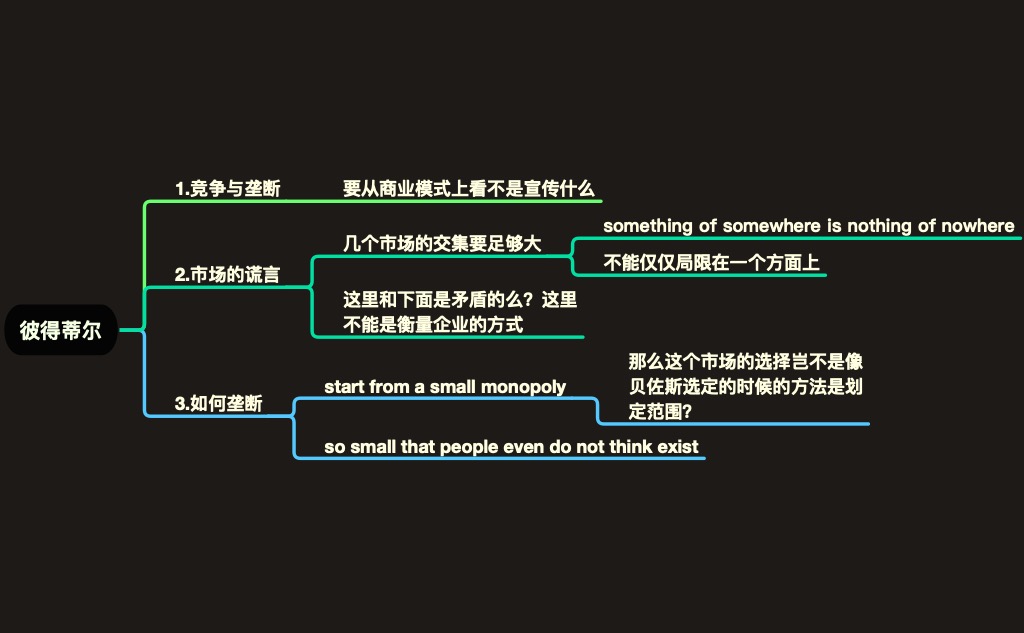 彼得蒂尔
1.竞争与垄断
要从商业模式上看不是宣传什么
2.市场的谎言
几个市场的交集要足够大
something of somewhere is nothing of nowhere
不能仅仅局限在一个方面上
这里和下面是矛盾的么？这里
不能是衡量企业的方式
3.如何垄断
start from a small monopoly
那么这个市场的选择岂不是像
贝佐斯选定的时候的方法是划
定范围？
so small that people even do not think exist